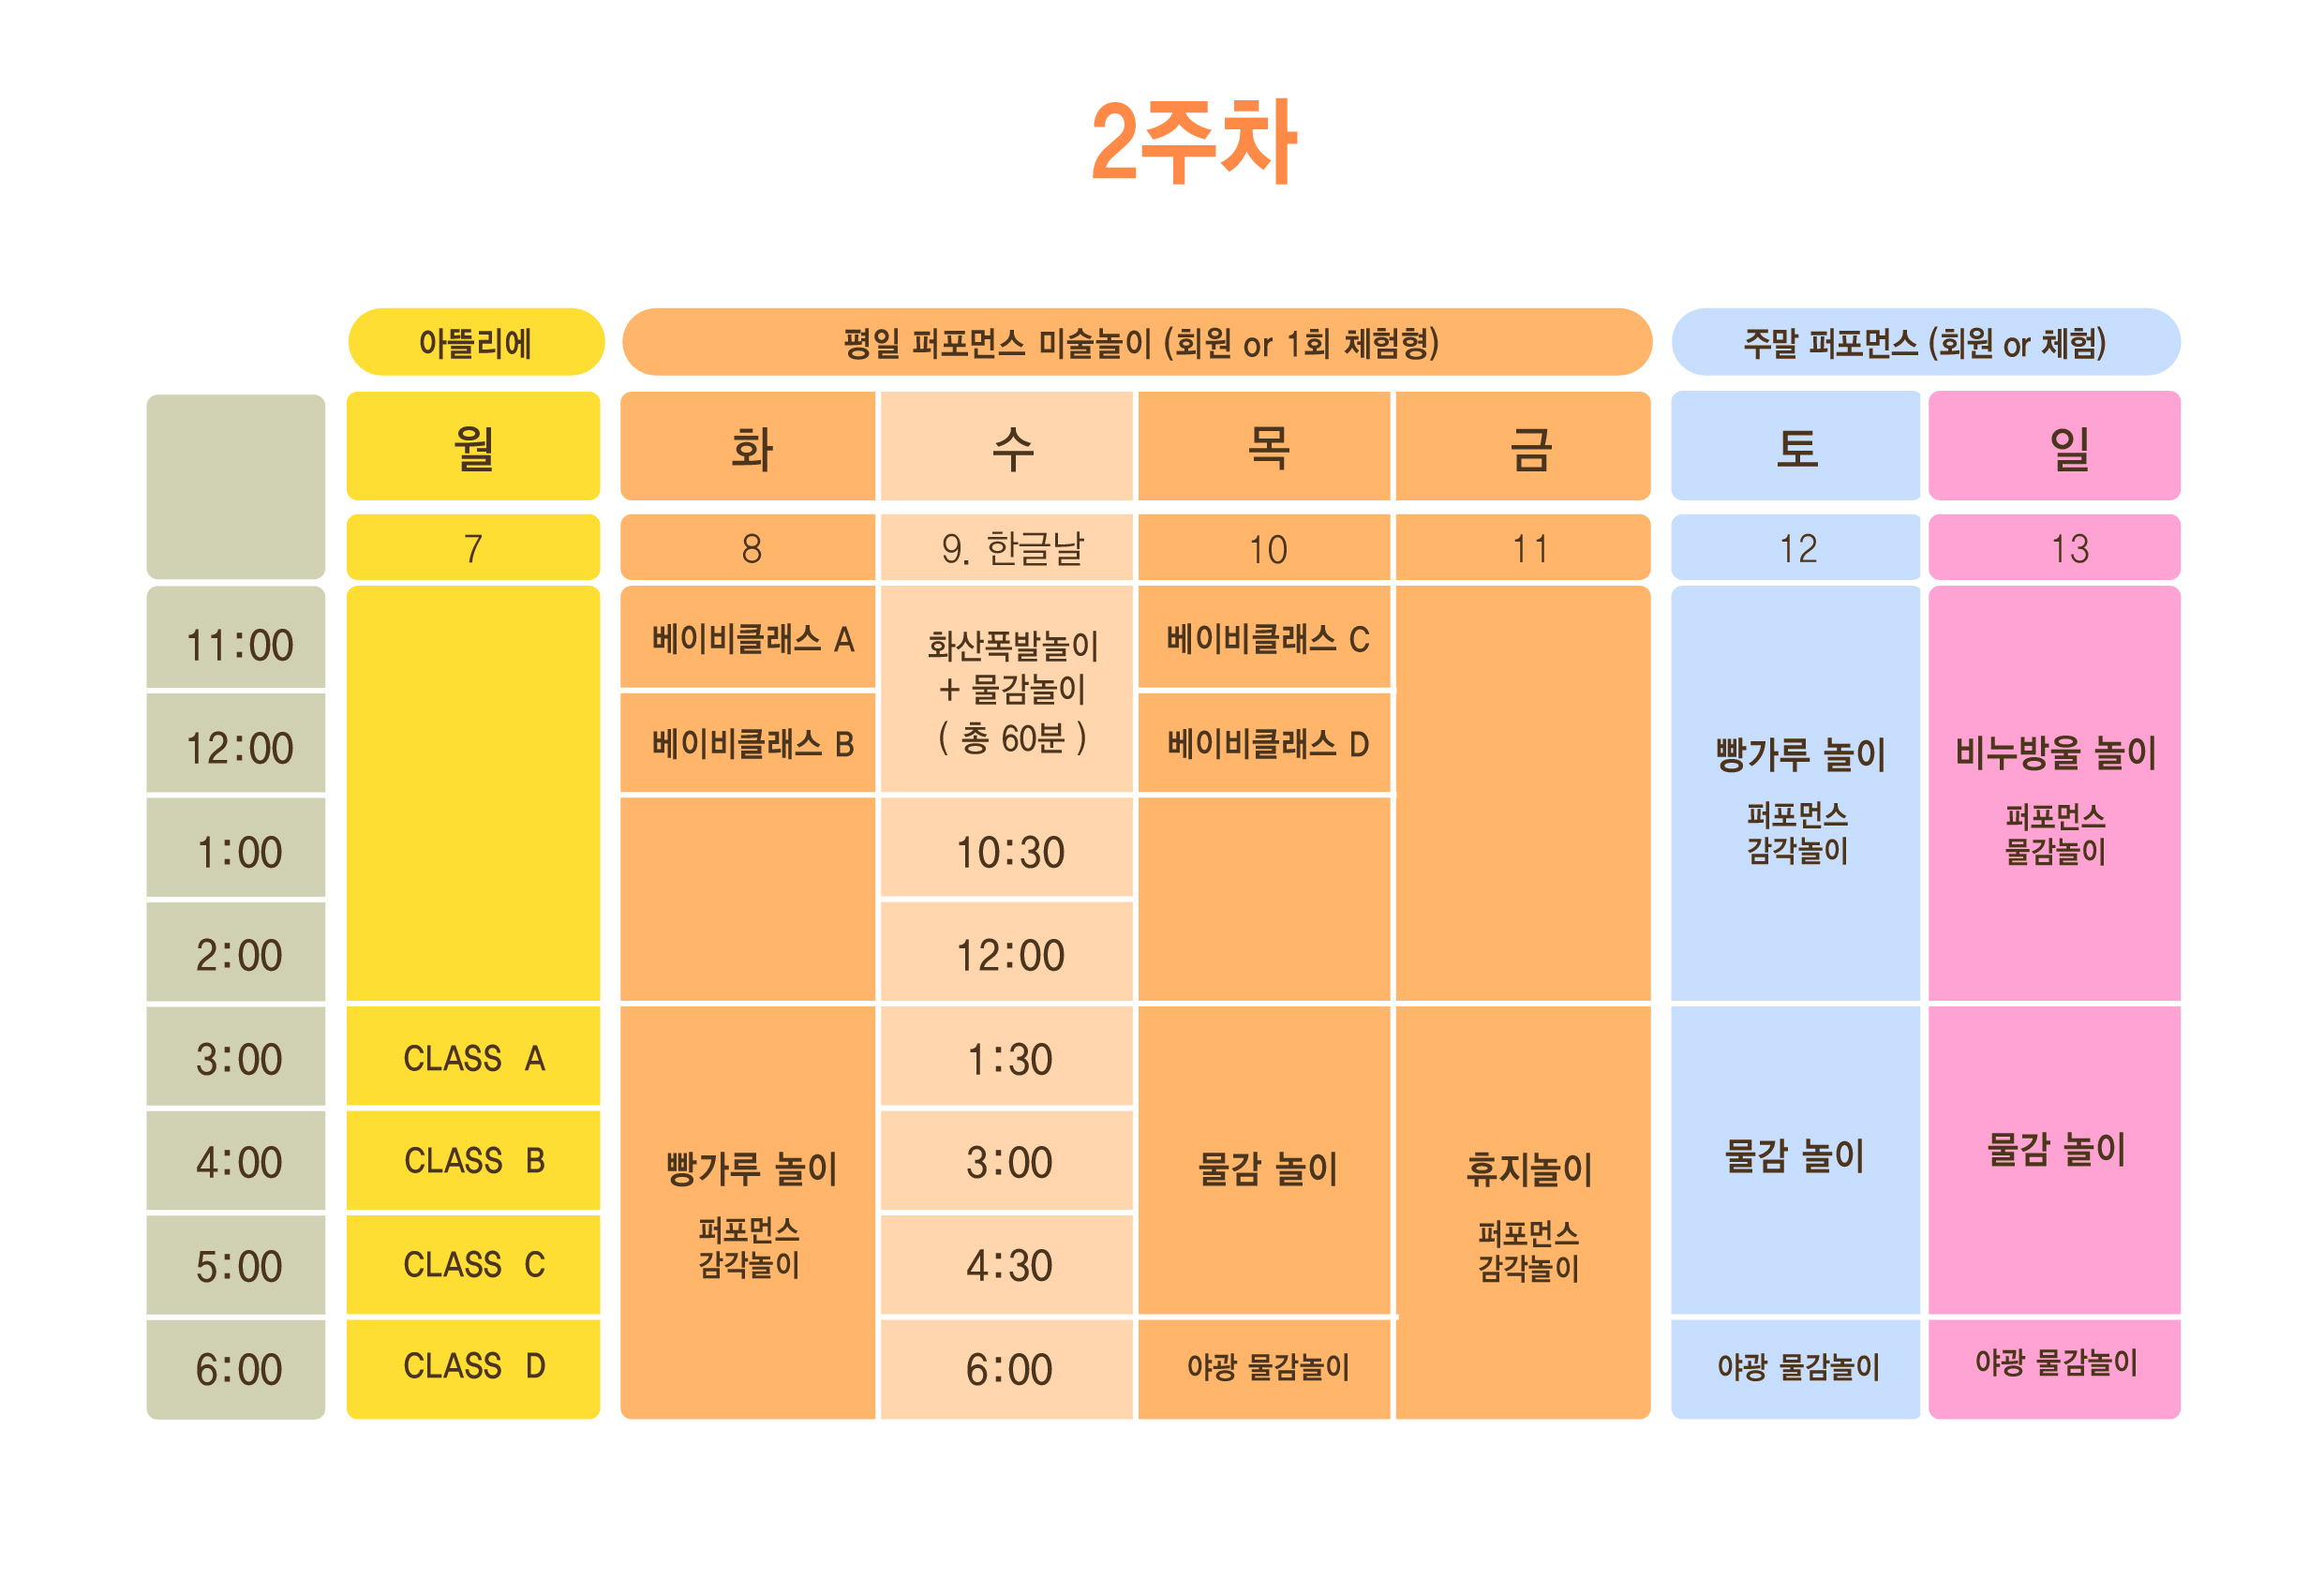 2주차
아뜰리에
평일 퍼포먼스 미술놀이 (회원 or 1회 체험형)
주말 퍼포먼스 (회원 or 체험)
월
화
수
목
금
토
일
7
8
9. 한글날
10
11
12
13
11:00
베이비클래스 A
화산폭발놀이
+ 물감놀이
( 총 60분 )
베이비클래스 C
12:00
베이비클래스 B
베이비클래스 D
빵가루 놀이
퍼포먼스
감각놀이
비누방울 놀이
퍼포먼스
물감놀이
1:00
10:30
2:00
12:00
3:00
CLASS A
1:30
4:00
CLASS B
빵가루 놀이
퍼포먼스
감각놀이
3:00
물감 놀이
휴지놀이
퍼포먼스
감각놀이
물감 놀이
물감 놀이
5:00
CLASS C
4:30
6:00
CLASS D
6:00
야광 물감놀이
야광 물감놀이
야광 물감놀이